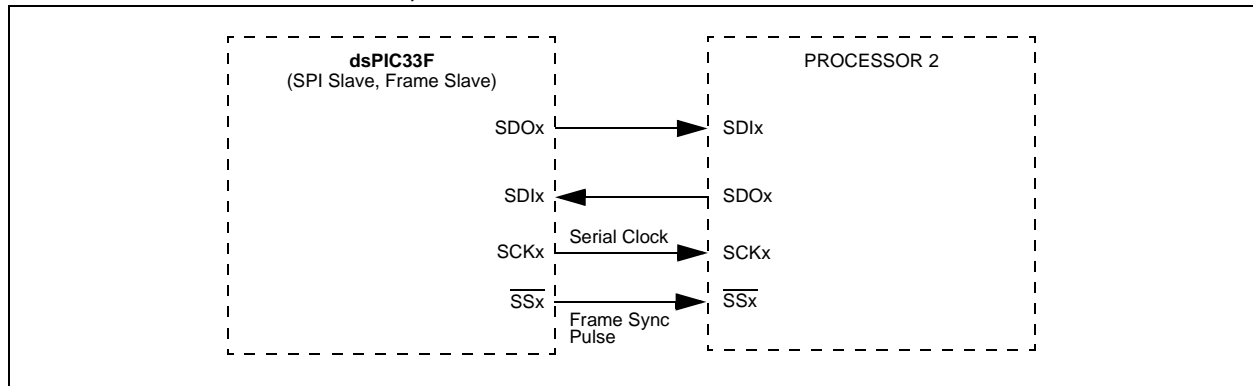 dsPIC33F
(SPI Slave, Frame Slave)
PROCESSOR 2
SDOx
SDIx
SDIx
SDOx
SCKx
Serial Clock
SCKx
SSx
Frame Sync
Pulse
SSx